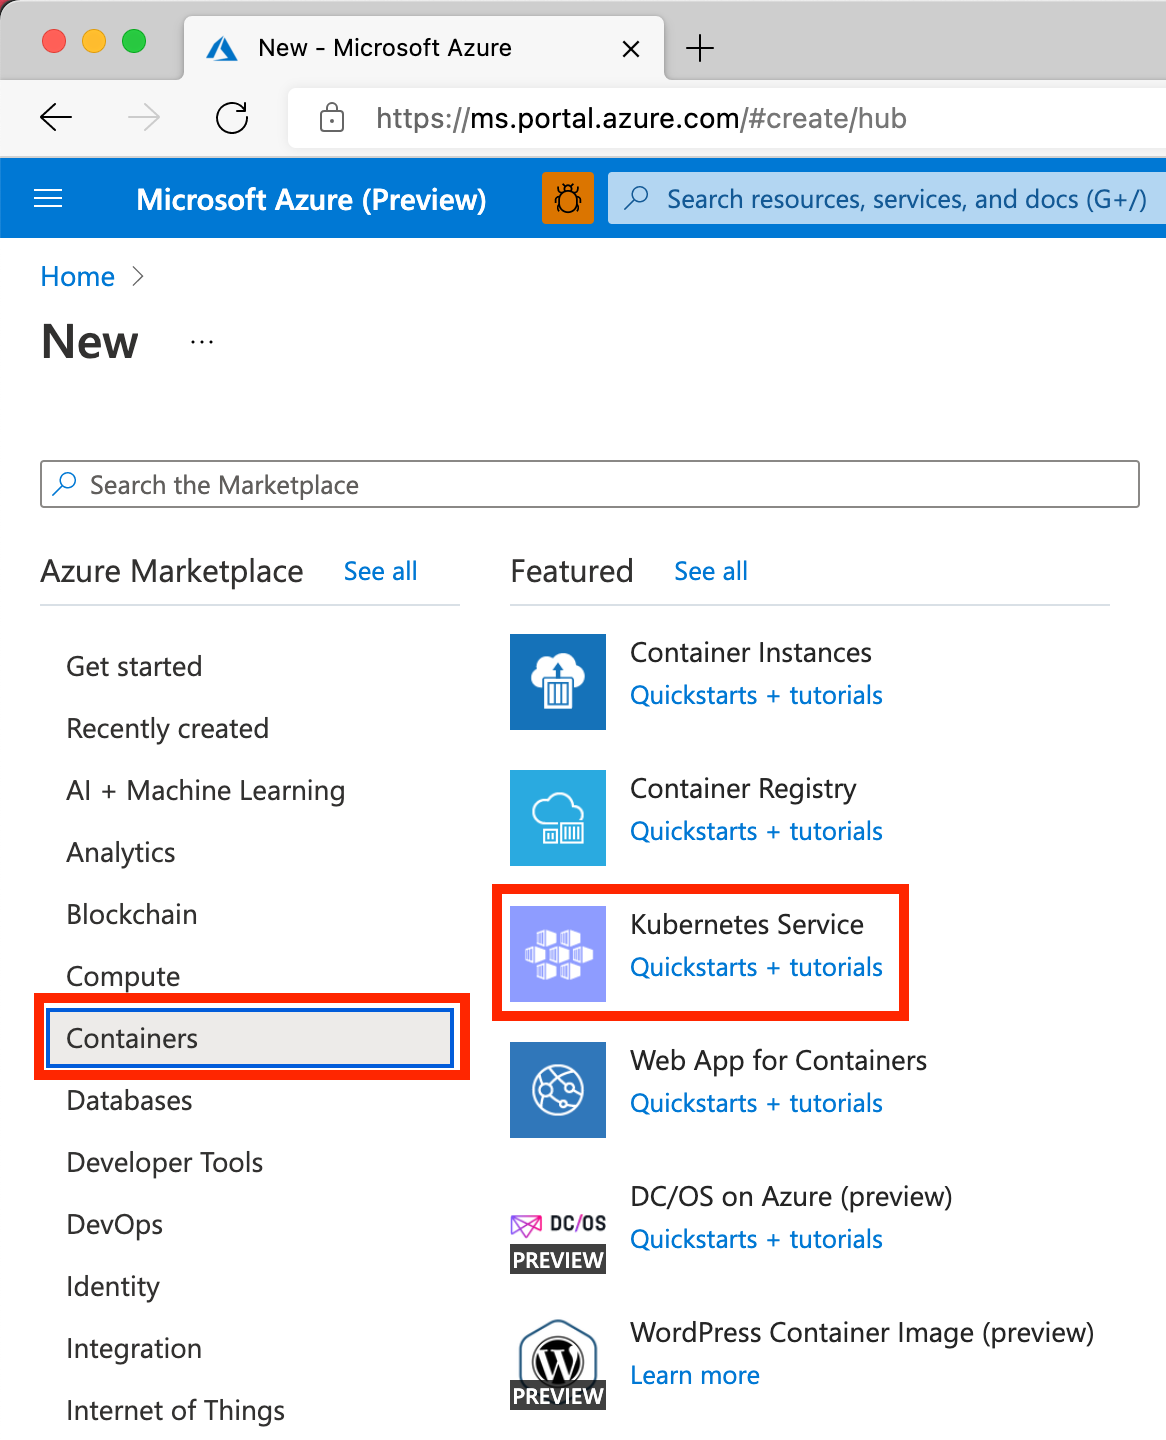 New - Microsoft Azure
https://ms.portal.azure.com/#create/hub
Microsoft Azure (Preview)
Search resources, services, and docs (G+/)
Home
New
...
Search the Marketplace
Azure Marketplace See all
Get started
Recently created
AI + Machine Learning
Analytics
Blockchain
Compute
Containers
Databases
Developer Tools
DevOps
Identity
Integration
Internet of Things
Featured See all
Container Instances
Quickstarts + tutorials
Container Registry
Quickstarts + tutorials
Kubernetes Service
Quickstarts + tutorials
Web App for Containers
Quickstarts + tutorials
DC/OS
PREVIEW
DC/OS on Azure (preview)
Quickstarts + tutorials
W
PREVIEW
WordPress Container Image (preview)
Learn more